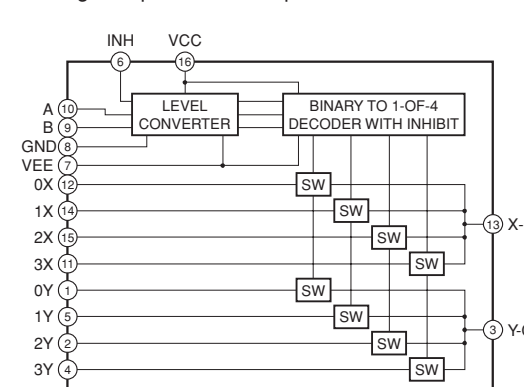 INH VCC
6 16
A 10 LEVEL CONVERTER BINARY TO 1-OF-4 DECODER WITH INHIBIT
B 9
GND 8
VEE 7
0X 12 SW
1X 14 SW
13 X-
2X 15 SW
3X 11 SW
0Y 1 SW
1Y 5 SW
3
2Y 2 SW
3Y 4 SW